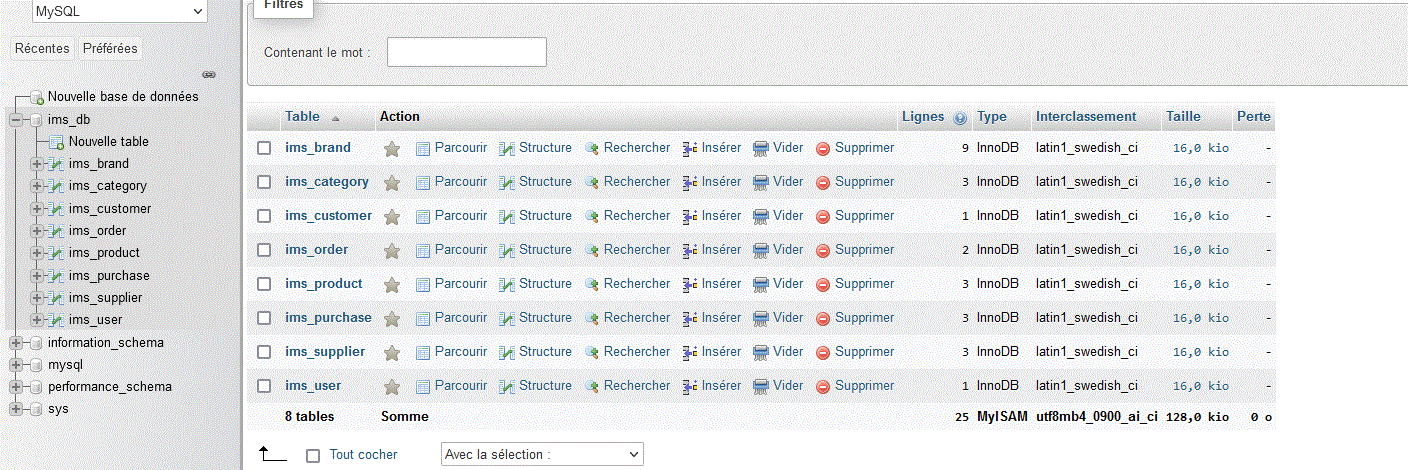 MySQL
Récentes Préférées
Nouvelle base de données
ims_db
Nouvelle table
ims_brand
ims_category
ims_customer
ims_order
ims_product
ims_purchase
ims_supplier
ims_user
information_schema
mysql
performance_schema
sys
Filtres
Contenant le mot :
Table Action Lignes Type Interclassement Taille Perte
ims_brand Parcourir Structure Rechercher Insérer Vider Supprimer 9 InnoDB latin1_swedish_ci 16,0 kio -
ims_category Parcourir Structure Rechercher Insérer Vider Supprimer 3 InnoDB latin1_swedish_ci 16,0 kio -
ims_customer Parcourir Structure Rechercher Insérer Vider Supprimer 1 InnoDB latin1_swedish_ci 16,0 kio -
ims_order Parcourir Structure Rechercher Insérer Vider Supprimer 2 InnoDB latin1_swedish_ci 16,0 kio -
ims_product Parcourir Structure Rechercher Insérer Vider Supprimer 3 InnoDB latin1_swedish_ci 16,0 kio -
ims_purchase Parcourir Structure Rechercher Insérer Vider Supprimer 3 InnoDB latin1_swedish_ci 16,0 kio -
ims_supplier Parcourir Structure Rechercher Insérer Vider Supprimer 3 InnoDB latin1_swedish_ci 16,0 kio -
ims_user Parcourir Structure Rechercher Insérer Vider Supprimer 1 InnoDB latin1_swedish_ci 16,0 kio -
8 tables Somme 25 MyISAM utf8mb4_0900_ai_ci 128,0 kio 0 o
Tout cocher Avec la sélection :